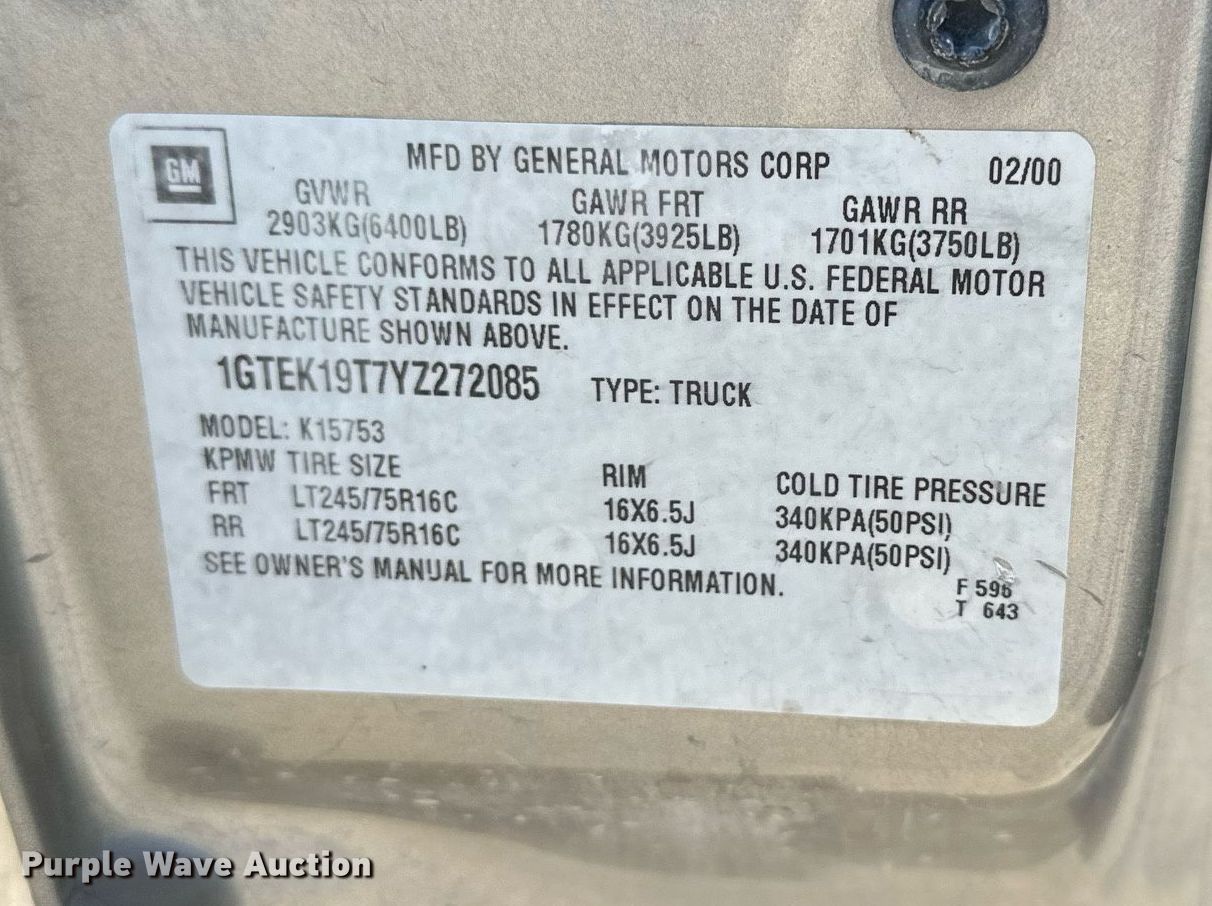 GM
MFD BY GENERAL MOTORS CORP 02/00
GVWR GAWR FRT GAWR RR
2903KG(6400LB) 1780KG(3925LB) 1701KG(3750LB)
THIS VEHICLE CONFORMS TO ALL APPLICABLE U.S. FEDERAL MOTOR
VEHICLE SAFETY STANDARDS IN EFFECT ON THE DATE OF
MANUFACTURE SHOWN ABOVE.
1GTEK19T7YZ272085 TYPE: TRUCK
MODEL: K15753
KPMW TIRE SIZE RIM COLD TIRE PRESSURE
FRT LT245/75R16C 16X6.5J 340KPA(50PSI)
RR LT245/75R16C 16X6.5J 340KPA(50PSI)
SEE OWNER'S MANUAL FOR MORE INFORMATION.
F 596
T 643
Purple Wave Auction